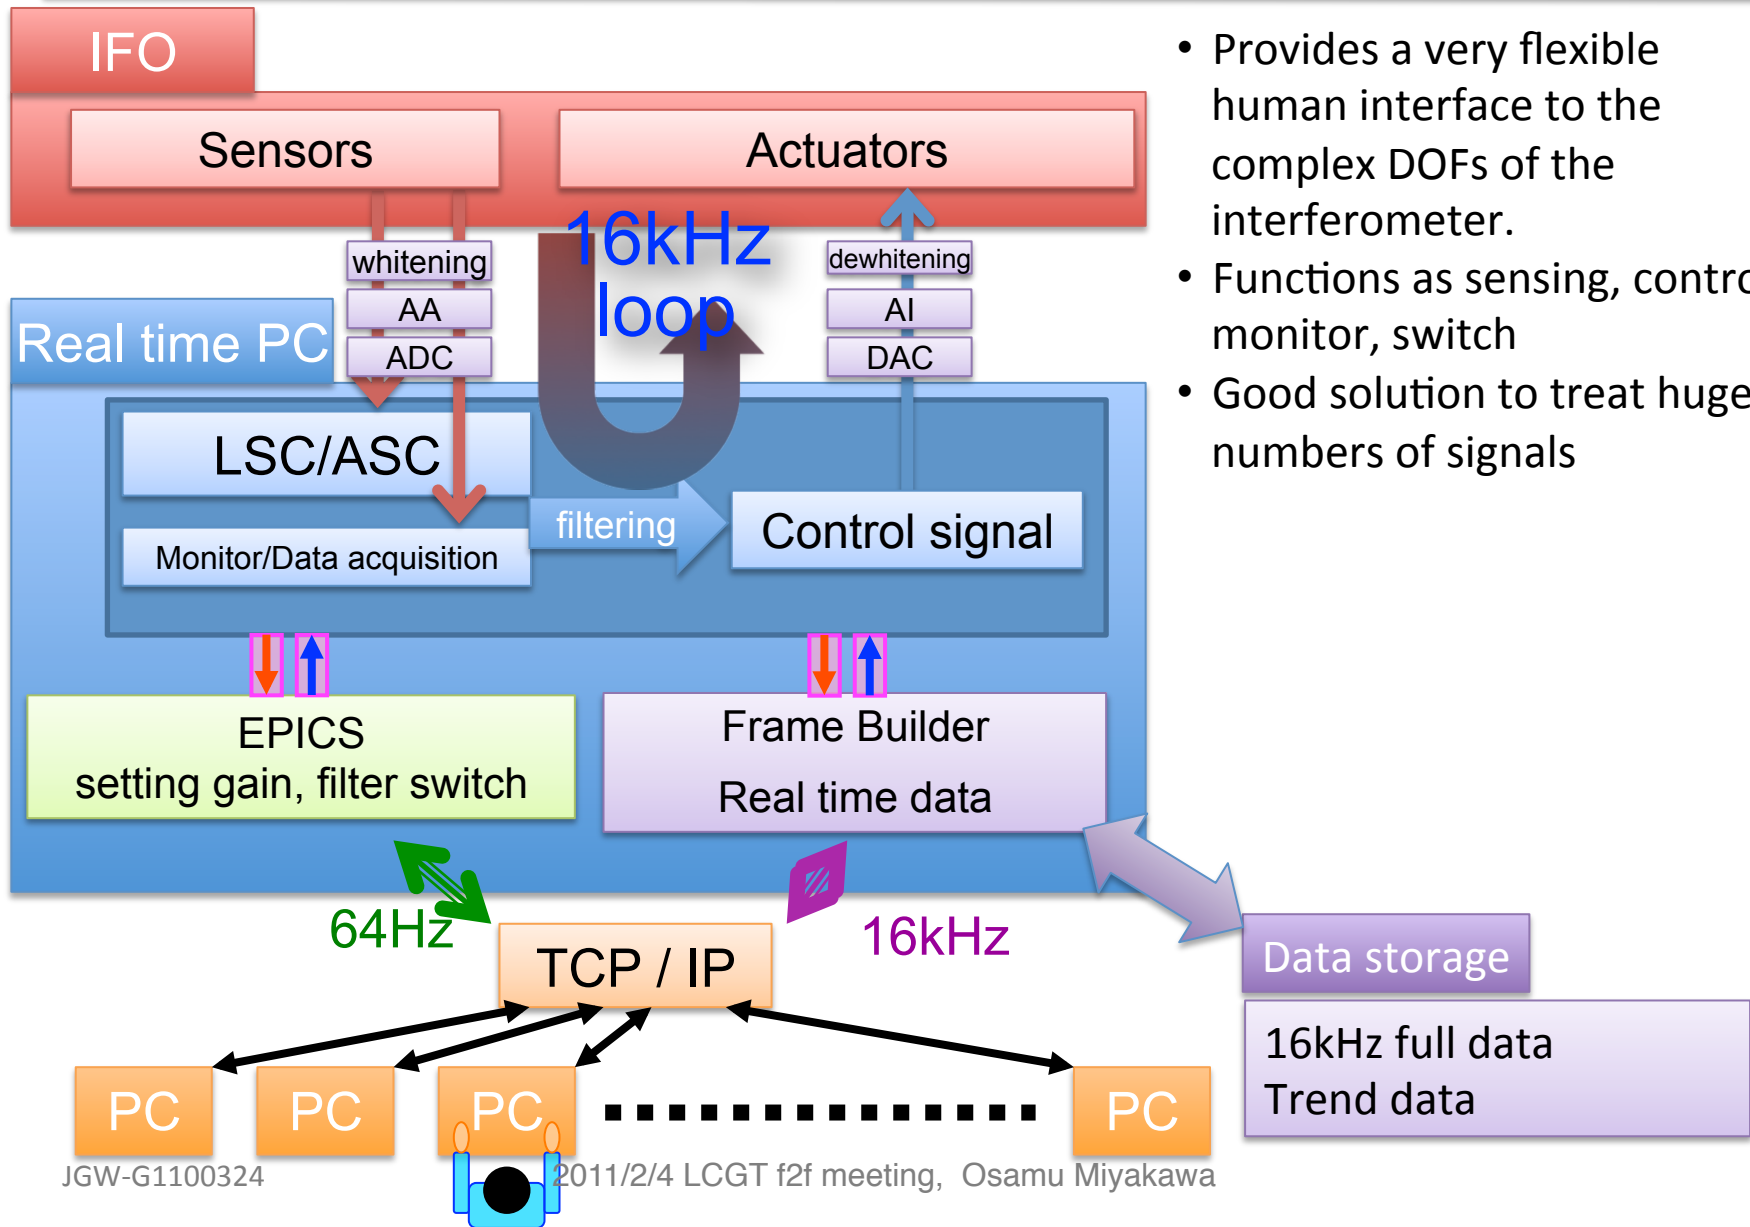 IFO
Sensors
Actuators
16kHz
loop
whitening
AA
ADC
dewhitening
AI
DAC
Real time PC
LSC/ASC
Monitor/Data acquisition
filtering
Control signal
EPICS
setting gain, filter switch
Frame Builder
Real time data
64Hz
16kHz
TCP / IP
Data storage
16kHz full data
Trend data
PC
PC
PC
PC
• Provides a very flexible
human interface to the
complex DOFs of the
interferometer.
• Functions as sensing,
monitor, switch
• Good solution to treat huge
numbers of signals
JGW-G1100324
2011/2/4 LCGT f2f meeting, Osamu Miyakawa